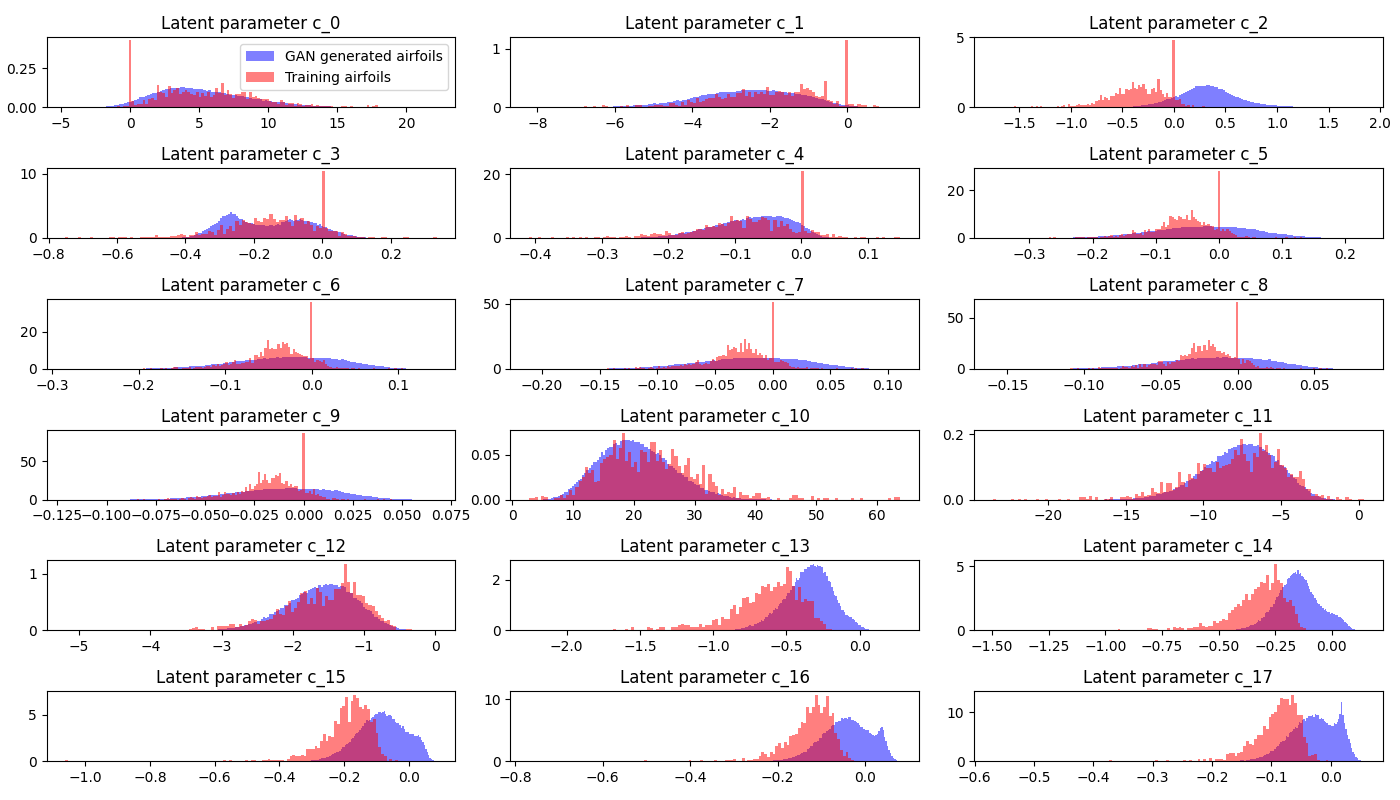 Latent parameter c_0
0.25
0.00
−5 0 5 10 15 20
GAN generated airfoils
Training airfoils
Latent parameter c_1
1
0
−8 −6 −4 −2 0
Latent parameter c_2
5
0
−1.5 −1.0 −0.5 0.0 0.5 1.0 1.5 2.0
Latent parameter c_3
10
0
−0.8 −0.6 −0.4 −0.2 0.0 0.2
Latent parameter c_4
20
0
−0.4 −0.3 −0.2 −0.1 0.0 0.1
Latent parameter c_5
20
0
−0.3 −0.2 −0.1 0.0 0.1 0.2
Latent parameter c_6
20
0
−0.3 −0.2 −0.1 0.0 0.1
Latent parameter c_7
50
0
−0.20 −0.15 −0.10 −0.05 0.00 0.05 0.10
Latent parameter c_8
50
0
−0.15 −0.10 −0.05 0.00 0.05
Latent parameter c_9
50
0
−0.125 −0.100 −0.075 −0.050 −0.025 0.000 0.025 0.050 0.075
Latent parameter c_10
0.05
0.00
0 10 20 30 40 50 60
Latent parameter c_11
0.2
0.0
−20 −15 −10 −5 0
Latent parameter c_12
1
0
−5 −4 −3 −2 −1 0
Latent parameter c_13
2
0
−2.0 −1.5 −1.0 −0.5 0.0
Latent parameter c_14
5
0
−1.50 −1.25 −1.00 −0.75 −0.50 −0.25 0.00
Latent parameter c_15
5
0
−1.0 −0.8 −0.6 −0.4 −0.2 0.0
Latent parameter c_16
10
0
−0.8 −0.6 −0.4 −0.2 0.0
Latent parameter c_17
10
0
−0.6 −0.5 −0.4 −0.3 −0.2 −0.1 0.0